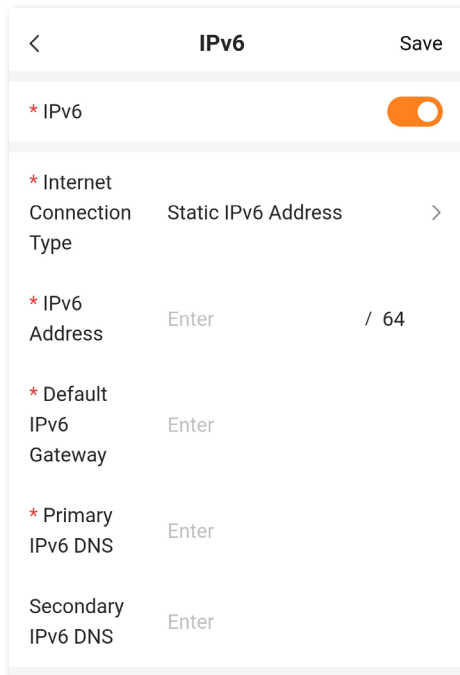 IPv6
Save
* IPv6
* Internet
Connection
Type
Static IPv6 Address
* IPv6
Address
Enter
/ 64
* Default
IPv6
Gateway
Enter
* Primary
IPv6 DNS
Enter
Secondary
IPv6 DNS
Enter